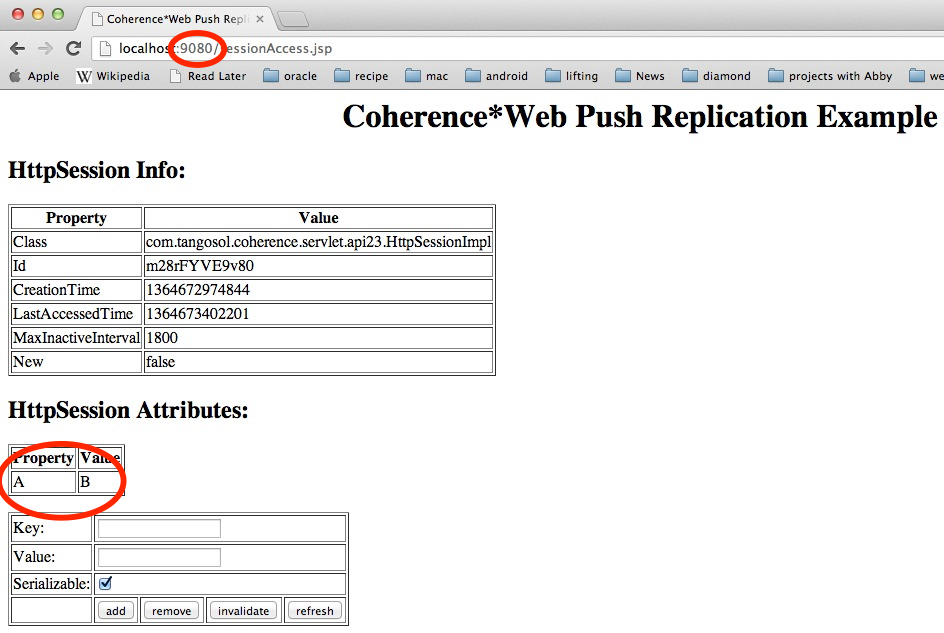 Coherence*Web Push Repli
localhost:9080/sessionAccess.jsp
Apple Wikipedia Read Later oracle recipe mac android lifting News diamond projects with Abby we
Coherence*Web Push Replication Example
HttpSession Info:
Property Value
Class com.tangosol.coherence.servlet.api23.HttpSessionImpl
Id m28rFYVE9v80
CreationTime 1364672974844
LastAccessedTime 1364673402201
MaxInactiveInterval 1800
New false
HttpSession Attributes:
Property Value
A B
Key:
Value:
Serializable:
add remove invalidate refresh